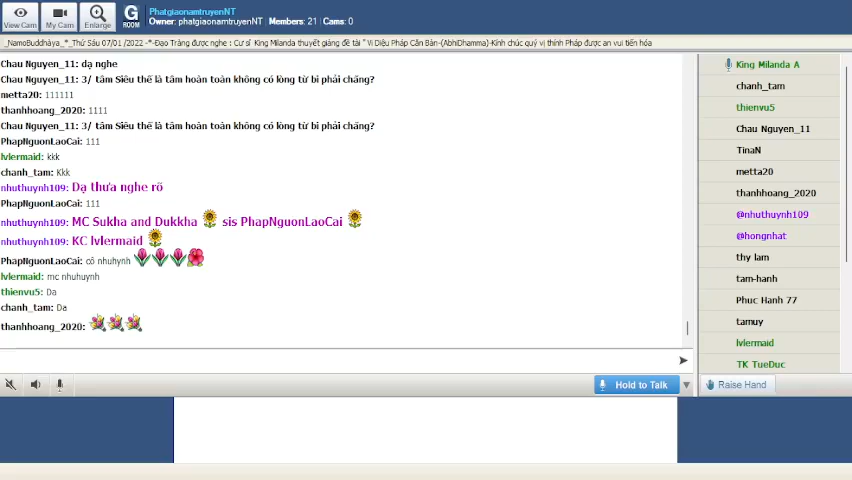 PhatgiaonamtruyenNT
Owner: phatgiaonamtruyenNT | Members: 21 | Cams: 0
View Cam
My Cam
Enlarge
G
ROOM
_NamoBuddhàya_*_Thứ Sáu 07/01 /2022 -*-Đạo Tràng được nghe : Cư sĩ King Milanda thuyết giảng đề tài " Vi Diệu Pháp Căn Bản-(AbhiDhamma)-Kính chúc quý vị thính Pháp được an vui tiến hóa
Chau Nguyen_11: dạ nghe
Chau Nguyen_11: 3/ tâm Siêu thế là tâm hoàn toàn không có lòng từ bi phải chăng?
metta20: 111111
thanhhoang_2020: 1111
Chau Nguyen_11: 3/ tâm Siêu thế là tâm hoàn toàn không có lòng từ bi phải chăng?
PhapNguonLaoCai: 111
lvlermaid: kkk
chanh_tam: Kkk
nhuthuynh109: Dạ thưa nghe rõ
PhapNguonLaoCai: 111
nhuthuynh109: MC Sukha and Dukkha sis PhapNguonLaoCai
nhuthuynh109: KC lvlermaid
PhapNguonLaoCai: cô nhuhynh
lvlermaid: mc nhuhuynh
thienvu5: Da
chanh_tam: Da
thanhhoang_2020:
King Milanda A
chanh_tam
thienvu5
Chau Nguyen_11
TinaN
metta20
thanhhoang_2020
@nhuthuynh109
@hongnhat
thy lam
tam-hanh
Phuc Hanh 77
tamuy
lvlermaid
TK TueDuc
Hold to Talk
Raise Hand